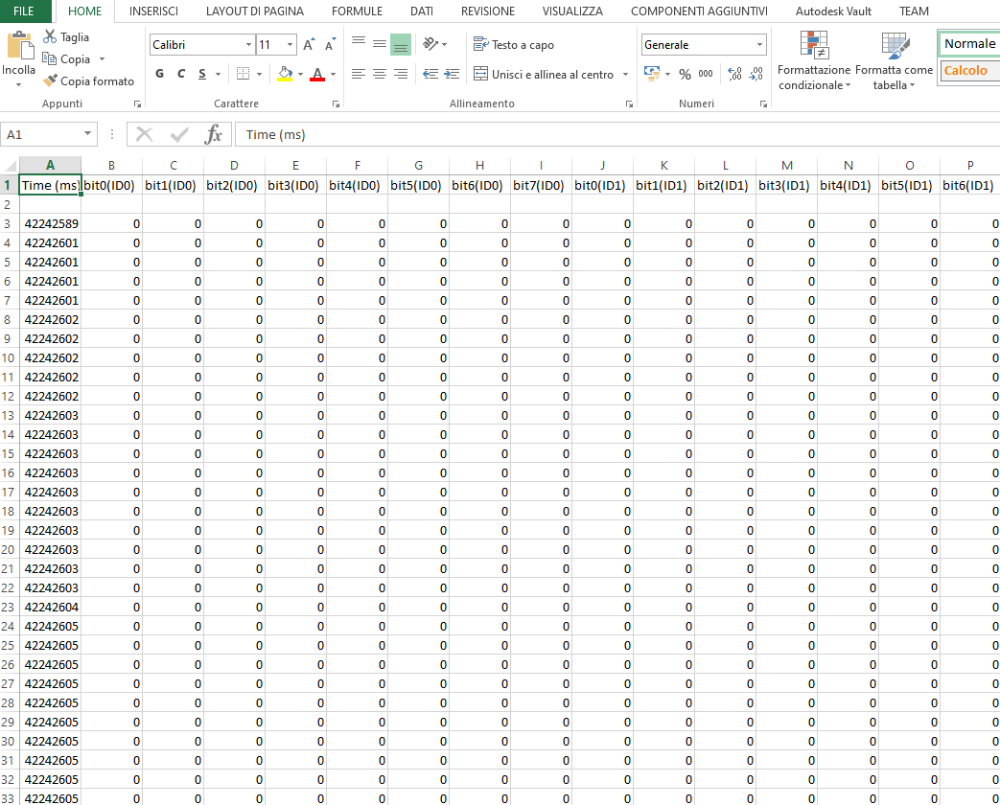 FILE HOME INSERISCI LAYOUT DI PAGINA FORMULE DATI REVISIONE VISUALIZZA COMPONENTI AGGIUNTIVI Autodesk Vault TEAM
Incolla
Taglia
Copia
Copia formato
Appunti
Calibri 11 A A
G C S A
Carattere
Testo a capo
Unisci e allinea al centro
Allineamento
Generale
% 000 ,00 ,00
Numeri
Formattazione condizionale
Formatta come tabella
Normale
Calcolo
A1 fx Time (ms)
A B C D E F G H I J K L M N O P
1 Time (ms) bit0(ID0) bit1(ID0) bit2(ID0) bit3(ID0) bit4(ID0) bit5(ID0) bit6(ID0) bit7(ID0) bit0(ID1) bit1(ID1) bit2(ID1) bit3(ID1) bit4(ID1) bit5(ID1) bit6(ID1)
2
3 42242589 0 0 0 0 0 0 0 0 0 0 0 0 0 0 0
4 42242601 0 0 0 0 0 0 0 0 0 0 0 0 0 0 0
5 42242601 0 0 0 0 0 0 0 0 0 0 0 0 0 0 0
6 42242601 0 0 0 0 0 0 0 0 0 0 0 0 0 0 0
7 42242601 0 0 0 0 0 0 0 0 0 0 0 0 0 0 0
8 42242602 0 0 0 0 0 0 0 0 0 0 0 0 0 0 0
9 42242602 0 0 0 0 0 0 0 0 0 0 0 0 0 0 0
10 42242602 0 0 0 0 0 0 0 0 0 0 0 0 0 0 0
11 42242602 0 0 0 0 0 0 0 0 0 0 0 0 0 0 0
12 42242602 0 0 0 0 0 0 0 0 0 0 0 0 0 0 0
13 42242603 0 0 0 0 0 0 0 0 0 0 0 0 0 0 0
14 42242603 0 0 0 0 0 0 0 0 0 0 0 0 0 0 0
15 42242603 0 0 0 0 0 0 0 0 0 0 0 0 0 0 0
16 42242603 0 0 0 0 0 0 0 0 0 0 0 0 0 0 0
17 42242603 0 0 0 0 0 0 0 0 0 0 0 0 0 0 0
18 42242603 0 0 0 0 0 0 0 0 0 0 0 0 0 0 0
19 42242603 0 0 0 0 0 0 0 0 0 0 0 0 0 0 0
20 42242603 0 0 0 0 0 0 0 0 0 0 0 0 0 0 0
21 42242603 0 0 0 0 0 0 0 0 0 0 0 0 0 0 0
22 42242603 0 0 0 0 0 0 0 0 0 0 0 0 0 0 0
23 42242604 0 0 0 0 0 0 0 0 0 0 0 0 0 0 0
24 42242605 0 0 0 0 0 0 0 0 0 0 0 0 0 0 0
25 42242605 0 0 0 0 0 0 0 0 0 0 0 0 0 0 0
26 42242605 0 0 0 0 0 0 0 0 0 0 0 0 0 0 0
27 42242605 0 0 0 0 0 0 0 0 0 0 0 0 0 0 0
28 42242605 0 0 0 0 0 0 0 0 0 0 0 0 0 0 0
29 42242605 0 0 0 0 0 0 0 0 0 0 0 0 0 0 0
30 42242605 0 0 0 0 0 0 0 0 0 0 0 0 0 0 0
31 42242605 0 0 0 0 0 0 0 0 0 0 0 0 0 0 0
32 42242605 0 0 0 0 0 0 0 0 0 0 0 0 0 0 0
33 42242605 0 0 0 0 0 0 0 0 0 0 0 0 0 0 0